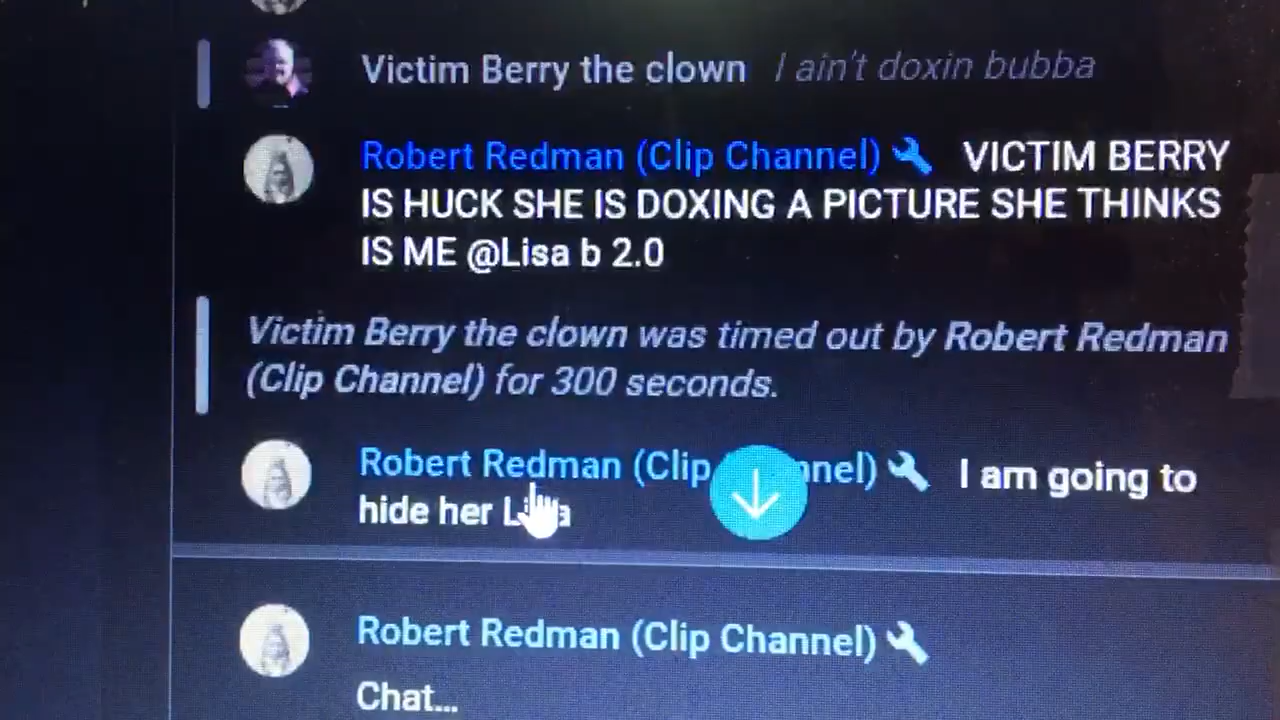 Victim Berry the clown I ain't doxin bubba
Robert Redman (Clip Channel) VICTIM BERRY
IS HUCK SHE IS DOXING A PICTURE SHE THINKS
IS ME @Lisa b 2.0
Victim Berry the clown was timed out by Robert Redman
(Clip Channel) for 300 seconds.
Robert Redman (Clip I am going to
hide her
Robert Redman (Clip Channel)
Chat...